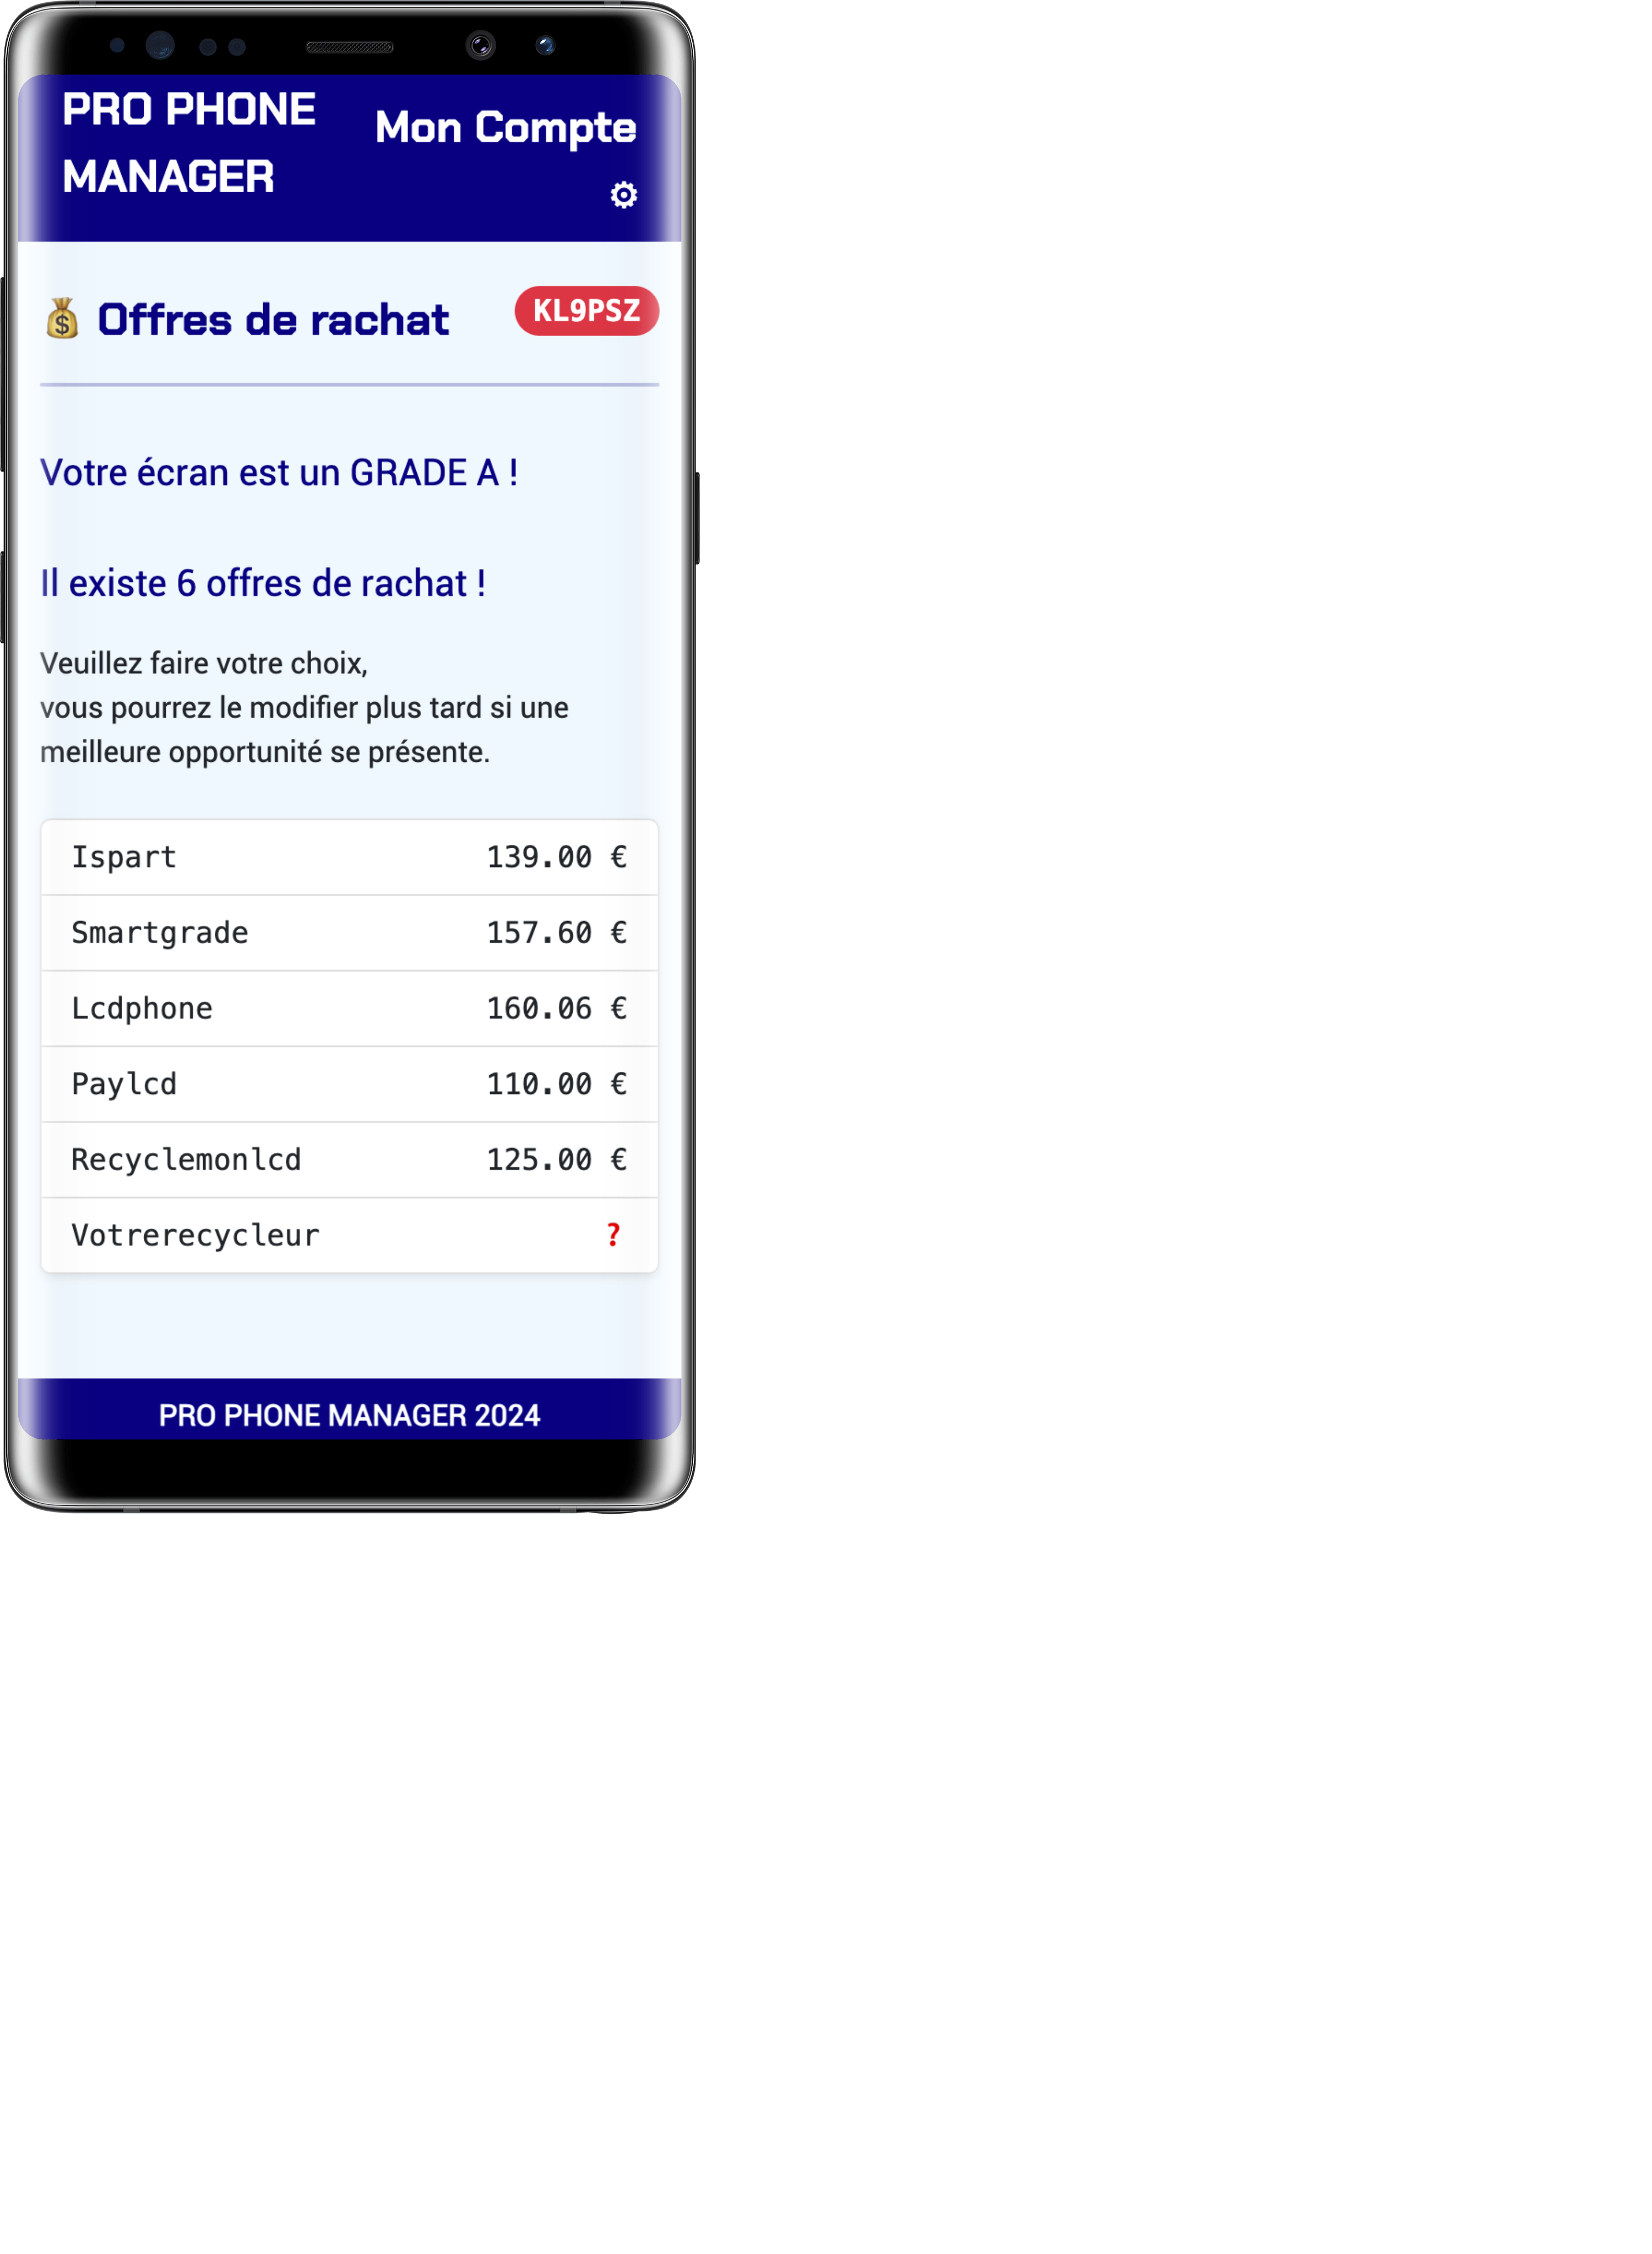 PRO PHONE
MANAGER
Mon Compte
💰 Offres de rachat
KL9PSZ
Votre écran est un GRADE A !
Il existe 6 offres de rachat !
Veuillez faire votre choix,
vous pourrez le modifier plus tard si une
meilleure opportunité se présente.
Ispart 139.00 €
Smartgrade 157.60 €
Lcdphone 160.06 €
Paylcd 110.00 €
Recyclemonlcd 125.00 €
Votrerecycleur ?
PRO PHONE MANAGER 2024